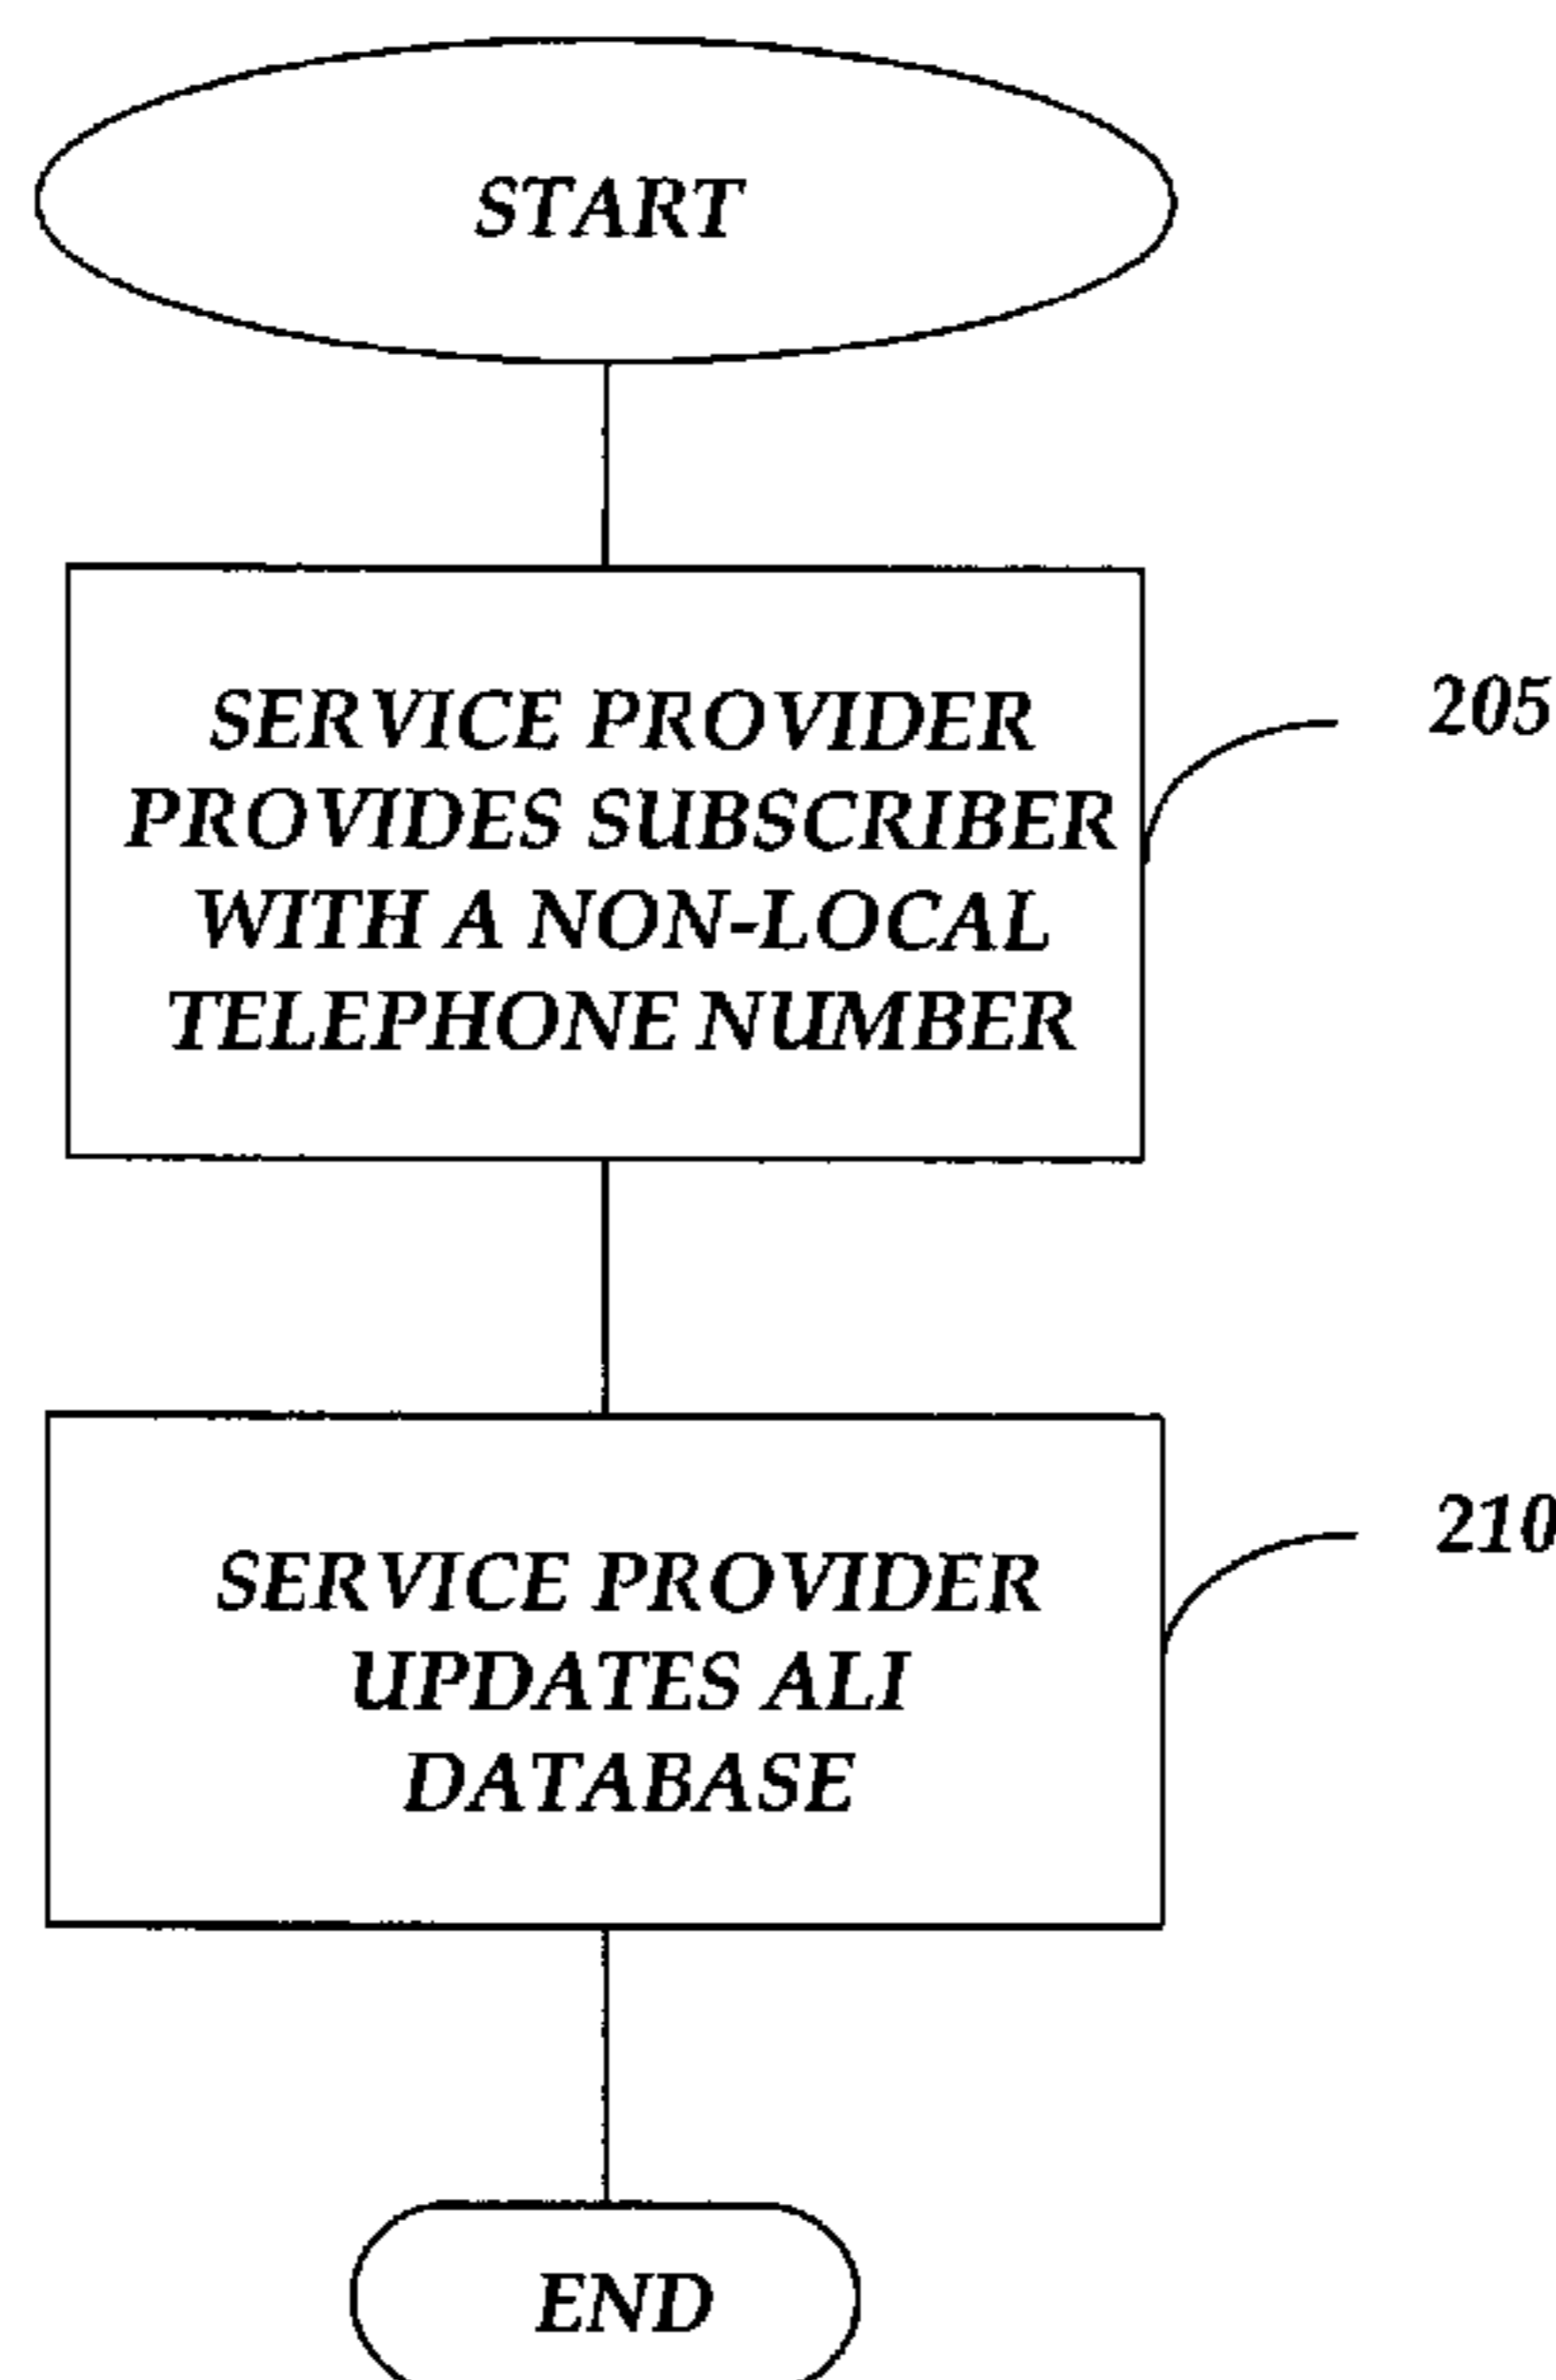 START
SERVICE PROVIDER
PROVIDES SUBSCRIBER
WITH A NON-LOCAL
TELEPHONE NUMBER
205
SERVICE PROVIDER
UPDATES ALI
DATABASE
210
END